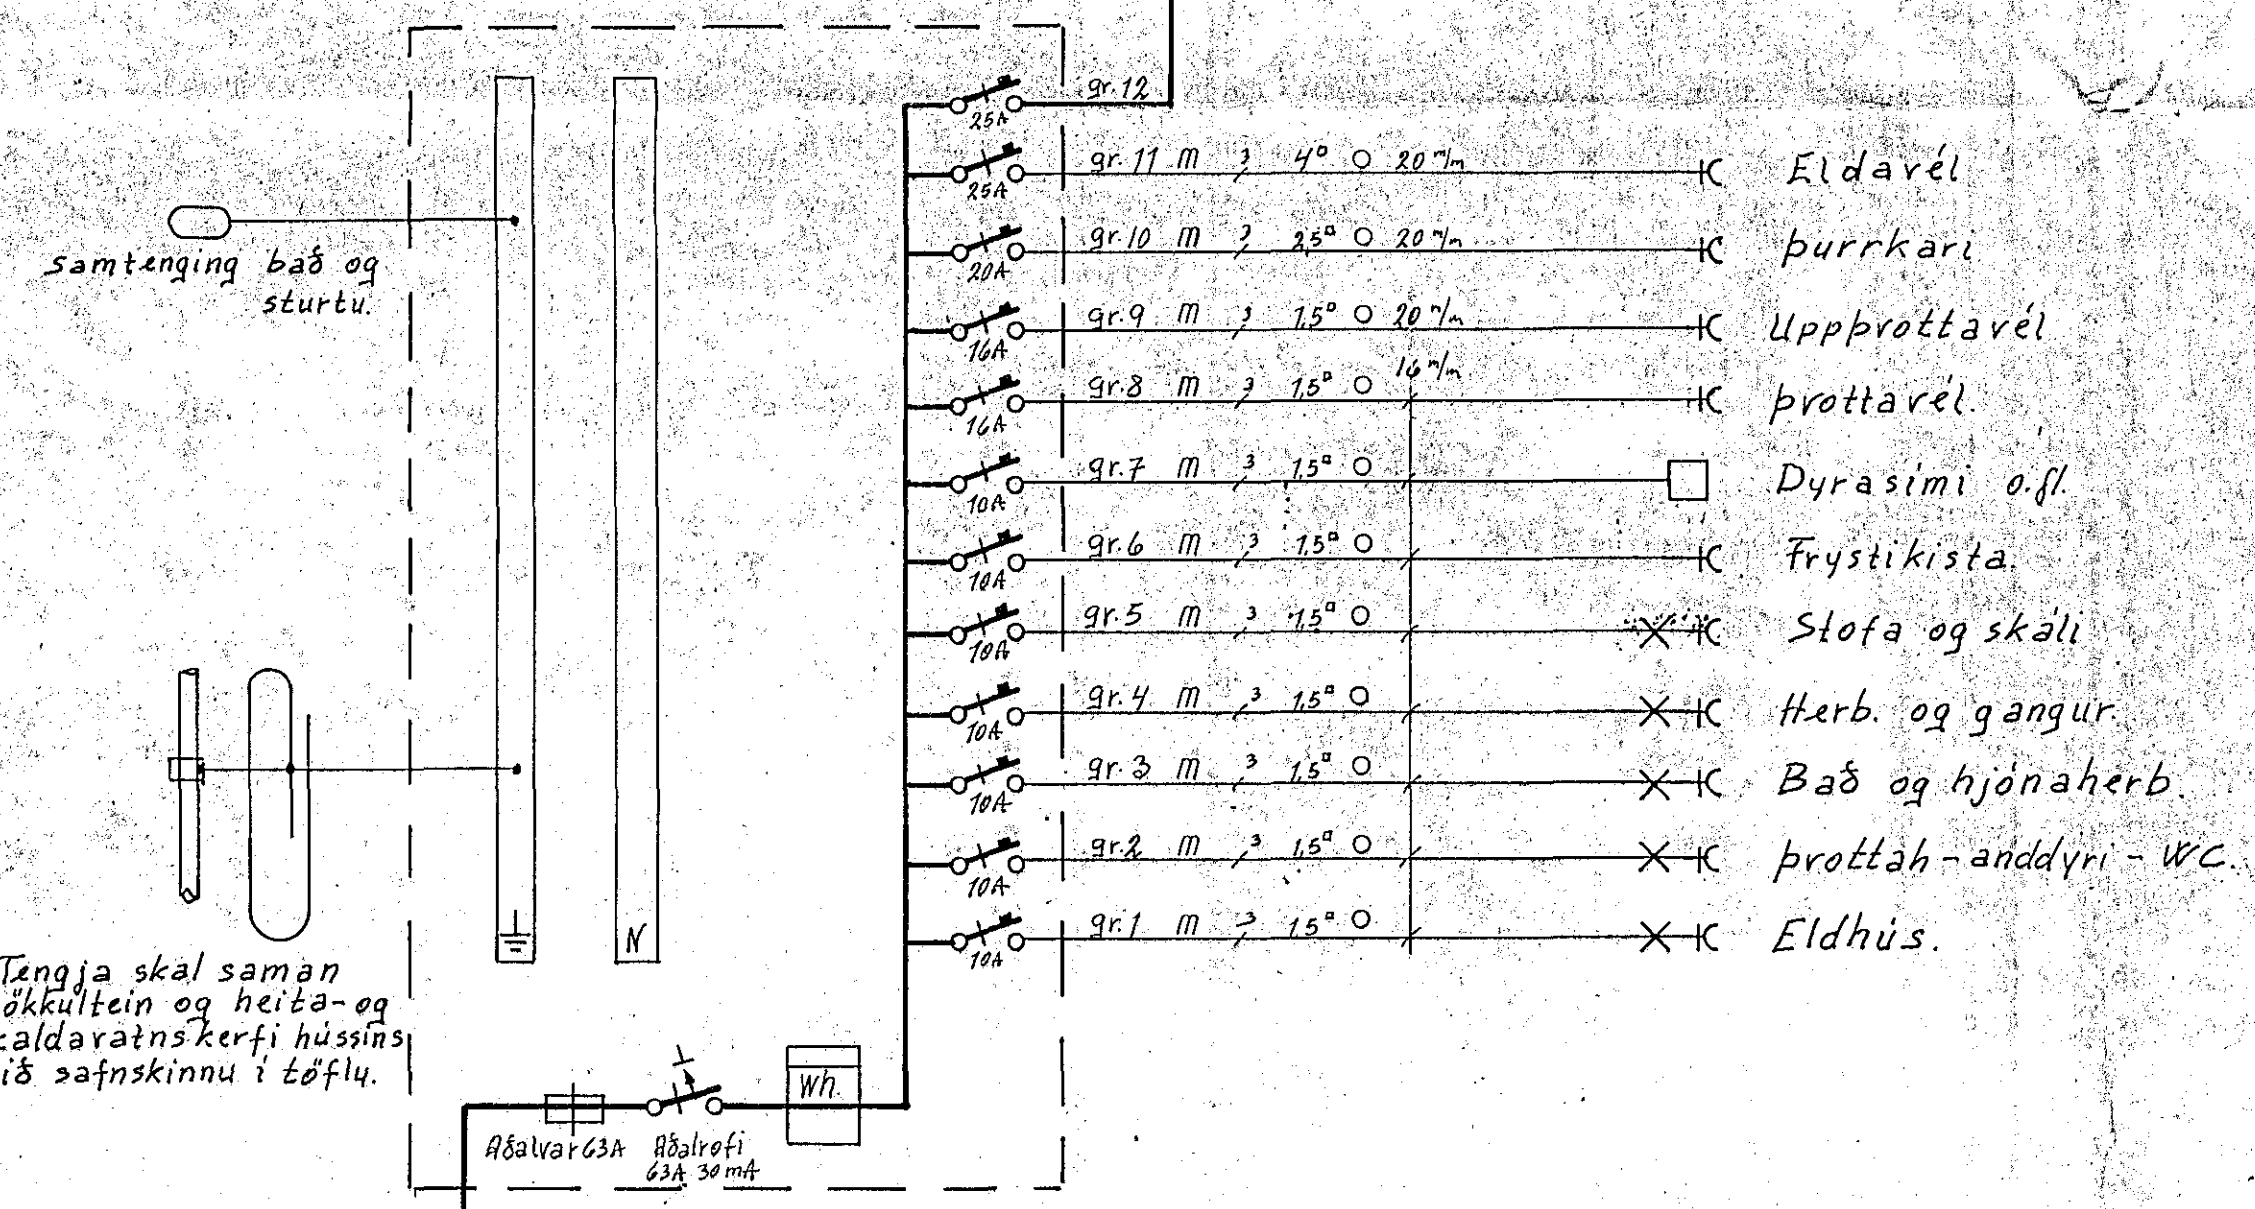 gr.12
25A
gr.11 m 3 4▫ O 20 m/m Eldavél
25A
gr.10 m 3 2,5▫ O 20 m/m Þurrkari
20A
gr.9 m 3 1,5▫ O 20 m/m Uppþvottavél
16A
gr.8 m 3 1,5▫ O 16 m/m Þvottavél.
16A
gr.7 m 3 1,5▫ O Dyrasími o.fl.
10A
gr.6 m 3 1,5▫ O Frystikista.
10A
gr.5 m 3 1,5▫ O Stofa og skáli
10A
gr.4 m 3 1,5▫ O Herb. og gangur.
10A
gr.3 m 3 1,5▫ O Bað og hjónaherb.
10A
gr.2 m 3 1,5▫ O Þvottah - anddyri - WC.
10A
gr.1 m 3 1,5▫ O Eldhús.
10A
samtenging bað og
sturtu.
N
Tengja skal saman
ökkultein og heita- og
kaldavatnskerfi hússins
við safnskinnu í töflu.
Wh.
Aðalvar 63A
Aðalrofi
63A 30mA